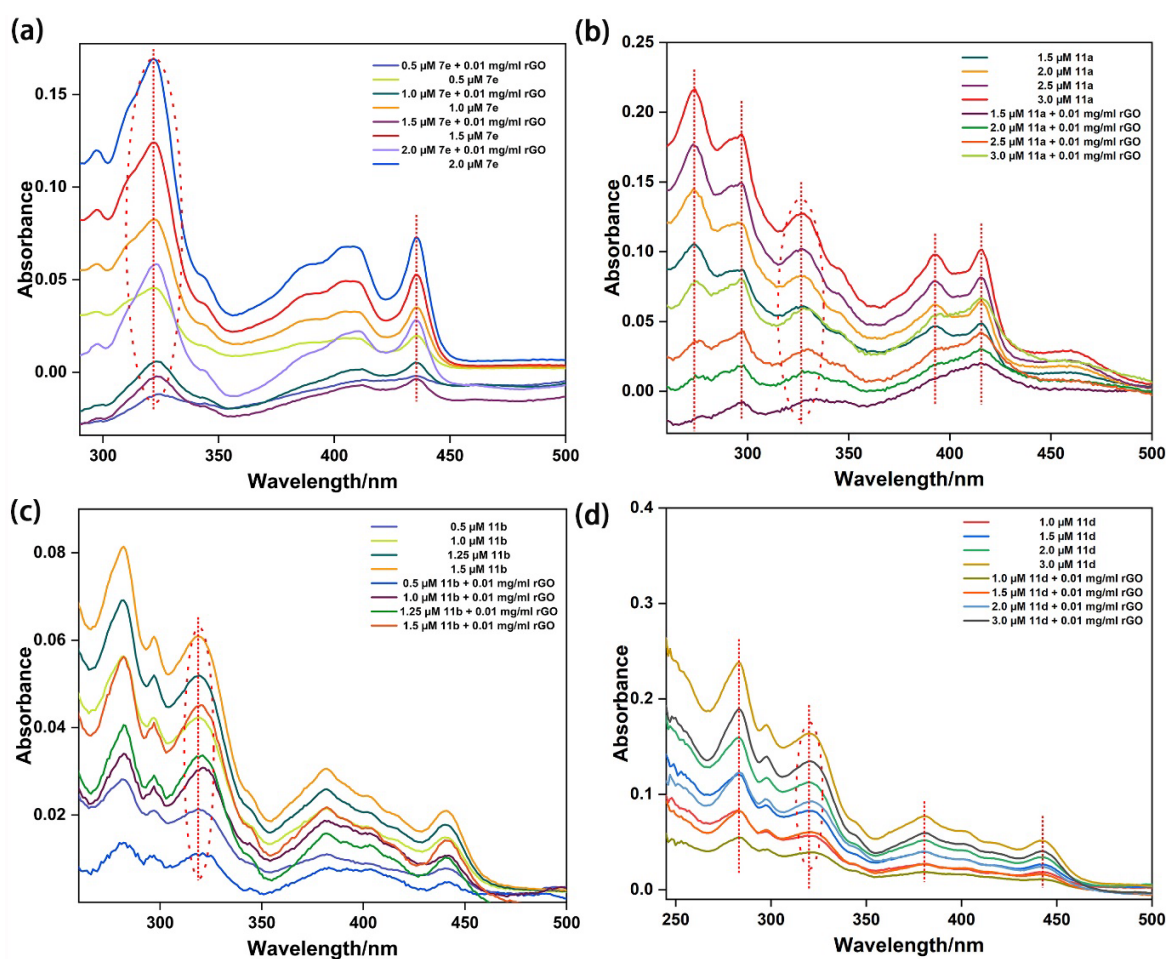 (a)
0.5 μM 7e + 0.01 mg/ml rGO
0.5 μM 7e
1.0 μM 7e + 0.01 mg/ml rGO
1.0 μM 7e
1.5 μM 7e + 0.01 mg/ml rGO
1.5 μM 7e
2.0 μM 7e + 0.01 mg/ml rGO
2.0 μM 7e
0.15
0.10
0.05
0.00
Absorbance
300
350
400
450
500
Wavelength/nm
(b)
1.5 μM 11a
2.0 μM 11a
2.5 μM 11a
3.0 μM 11a
1.5 μM 11a + 0.01 mg/ml rGO
2.0 μM 11a + 0.01 mg/ml rGO
2.5 μM 11a + 0.01 mg/ml rGO
3.0 μM 11a + 0.01 mg/ml rGO
0.25
0.20
0.15
0.10
0.05
0.00
Absorbance
300
350
400
450
500
Wavelength/nm
(c)
0.5 μM 11b
1.0 μM 11b
1.25 μM 11b
1.5 μM 11b
0.5 μM 11b + 0.01 mg/ml rGO
1.0 μM 11b + 0.01 mg/ml rGO
1.25 μM 11b + 0.01 mg/ml rGO
1.5 μM 11b + 0.01 mg/ml rGO
0.08
0.06
0.04
0.02
Absorbance
300
350
400
450
500
Wavelength/nm
(d)
1.0 μM 11d
1.5 μM 11d
2.0 μM 11d
3.0 μM 11d
1.0 μM 11d + 0.01 mg/ml rGO
1.5 μM 11d + 0.01 mg/ml rGO
2.0 μM 11d + 0.01 mg/ml rGO
3.0 μM 11d + 0.01 mg/ml rGO
0.4
0.3
0.2
0.1
0.0
Absorbance
250
300
350
400
450
500
Wavelength/nm